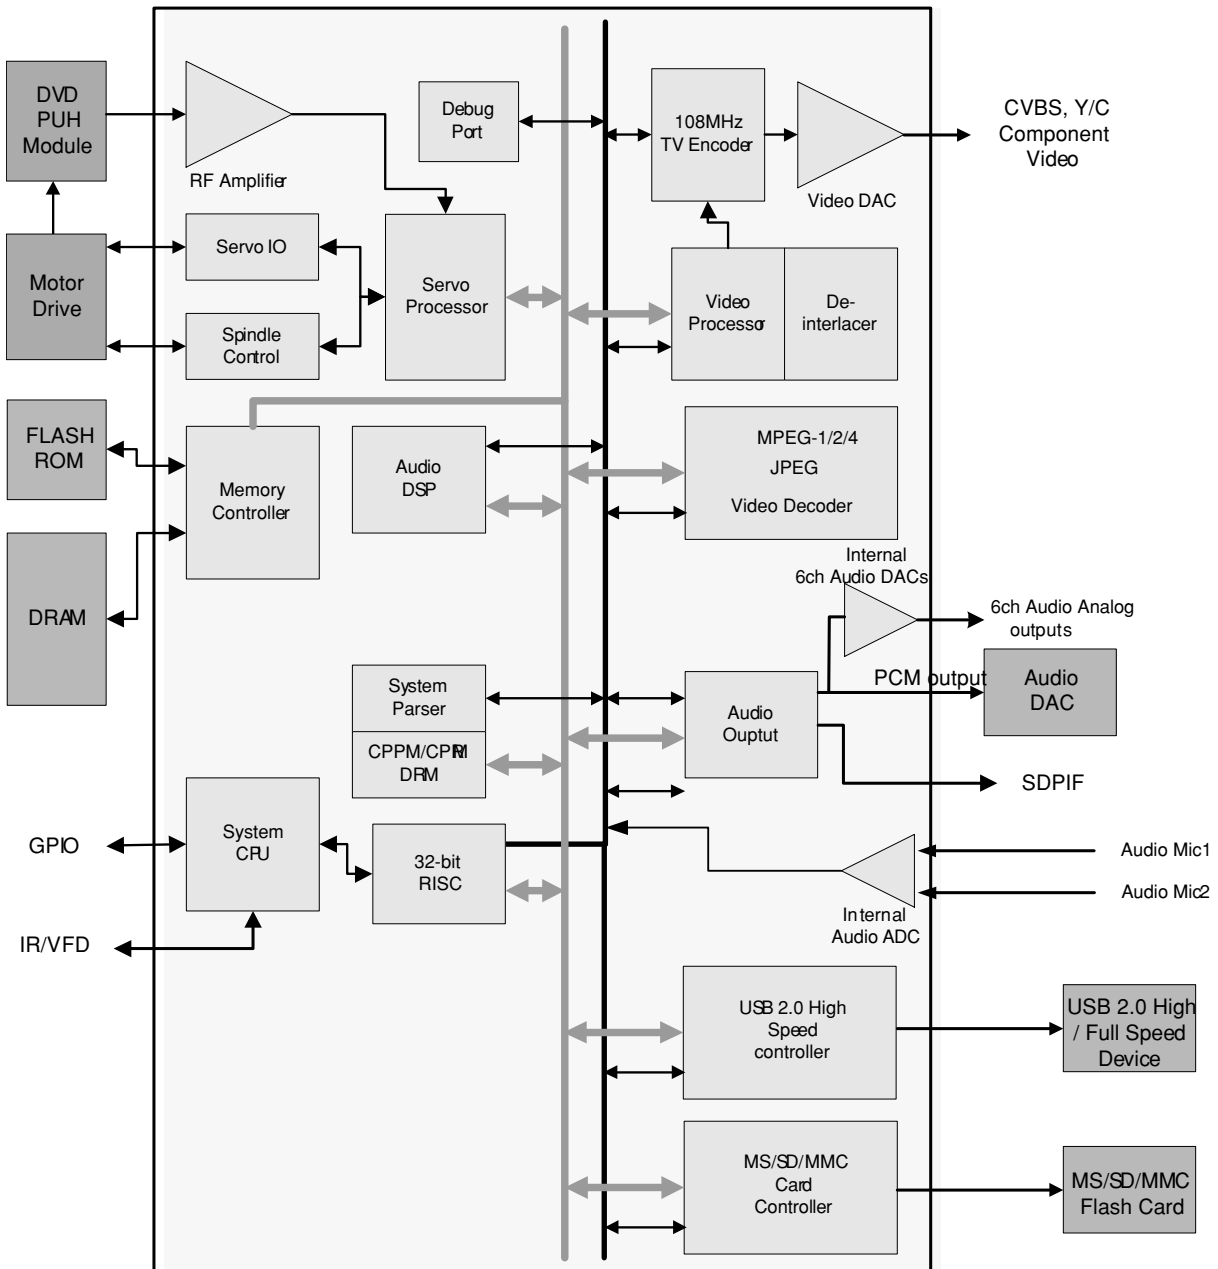 DVD
PUH
Module
RF Amplifier
Debug
Port
108MHz
TV Encoder
Video DAC
CVBS, Y/C
Component
Video
Motor
Drive
Servo IO
Spindle
Control
Servo
Processor
Video
Processor
De-
interlacer
FLASH
ROM
Memory
Controller
Audio
DSP
MPEG-1/2/4
JPEG
Video Decoder
DRAM
Internal
6ch Audio DACs
6ch Audio Analog
outputs
System
Parser
CPPM/CPRM
DRM
Audio
Ouptut
PCM output
Audio
DAC
SDPIF
GPIO
System
CPU
32-bit
RISC
Audio Mic1
Audio Mic2
IR/VFD
Internal
Audio ADC
USB 2.0 High
Speed
controller
USB 2.0 High
/ Full Speed
Device
MS/SD/MMC
Card
Controller
MS/SD/MMC
Flash Card